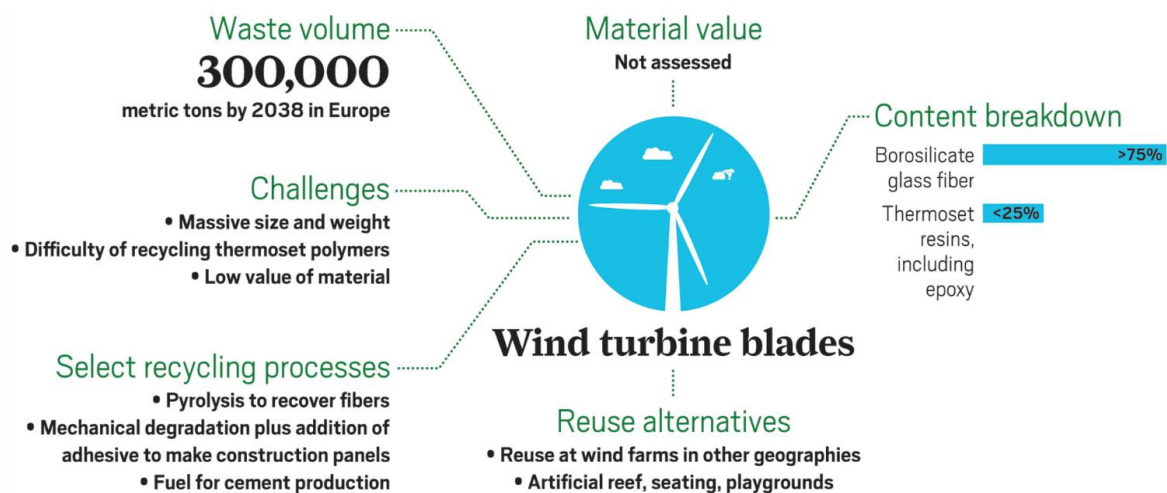 Waste volume
300,000
metric tons by 2038 in Europe
Material value
Not assessed
Content breakdown
Borosilicate
glass fiber
>75%
Thermoset
resins,
including
epoxy
<25%
Challenges
• Massive size and weight
• Difficulty of recycling thermoset polymers
• Low value of material
Wind turbine blades
Select recycling processes
• Pyrolysis to recover fibers
• Mechanical degradation plus addition of
adhesive to make construction panels
• Fuel for cement production
Reuse alternatives
• Reuse at wind farms in other geographies
• Artificial reef, seating, playgrounds